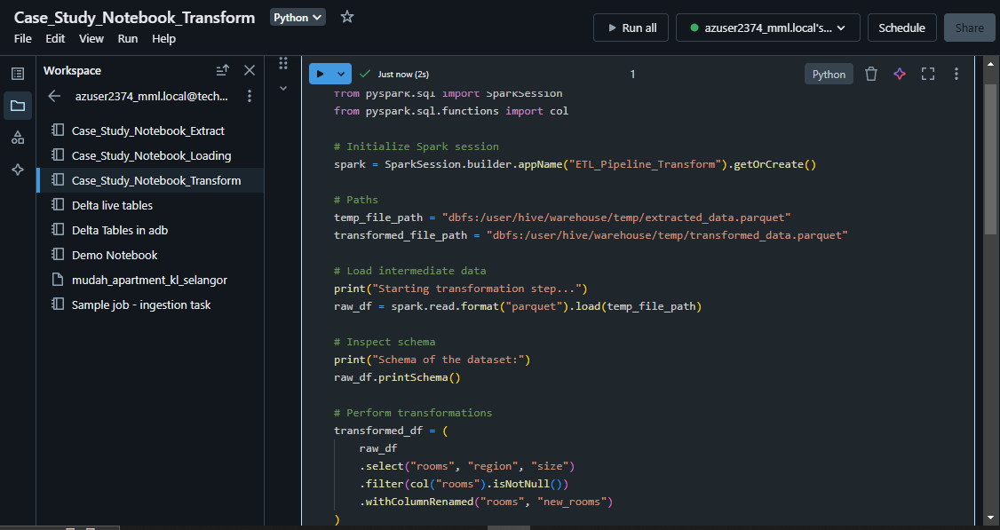 Case_Study_Notebook_Transform
Python
File Edit View Run Help
Run all
azuser2374_mml.local's...
Schedule
Share
Workspace
azuser2374_mml.local@tech...
Case_Study_Notebook_Extract
Case_Study_Notebook_Loading
Case_Study_Notebook_Transform
Delta live tables
Delta Tables in adb
Demo Notebook
mudah_apartment_kl_selangor
Sample job - ingestion task
Just now (2s)
1
Python
from pyspark.sql import SparkSession
from pyspark.sql.functions import col
# Initialize Spark session
spark = SparkSession.builder.appName("ETL_Pipeline_Transform").getOrCreate()
# Paths
temp_file_path = "dbfs:/user/hive/warehouse/temp/extracted_data.parquet"
transformed_file_path = "dbfs:/user/hive/warehouse/temp/transformed_data.parquet"
# Load intermediate data
print("Starting transformation step...")
raw_df = spark.read.format("parquet").load(temp_file_path)
# Inspect schema
print("Schema of the dataset:")
raw_df.printSchema()
# Perform transformations
transformed_df = (
raw_df
.select("rooms", "region", "size")
.filter(col("rooms").isNotNull())
.withColumnRenamed("rooms", "new_rooms")
)